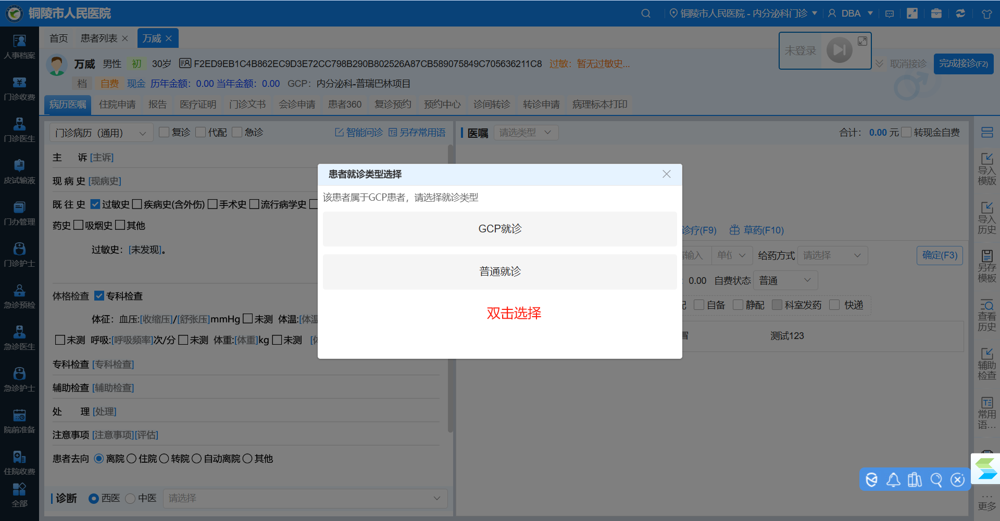 铜陵市人民医院
铜陵市人民医院 - 内分泌科门诊 DBA
首页 患者列表 万威
未登录
万威 男性 初 30岁 F2ED9EB1C4B862EC9D3E72CC798B290B802526A87CB589075849C705636211C8 过敏：暂无过敏史... 取消接诊 完成接诊(F2)
档 自费 现金 历年金额：0.00 当年金额：0.00 GCP：内分泌科-普瑞巴林项目
病历医嘱 住院申请 报告 医疗证明 门诊文书 会诊申请 患者360 复诊预约 预约中心 诊间转诊 转诊申请 病理标本打印
人事档案
门诊收费
门诊医生
皮试输液
门办管理
门诊护士
急诊预检
急诊医生
急诊护士
院前准备
住院收费
全部
门诊病历（通用） 复诊 代配 急诊 智能问诊 另存常用语
主 诉 [主诉]
现 病 史 [现病史]
既 往 史 过敏史 疾病史(含外伤) 手术史 流行病学史
药史 吸烟史 其他
过敏史：[未发现]。
体格检查 专科检查
体征：血压:[收缩压]/[舒张压]mmHg 未测 体温:[体温
未测 呼吸:[呼吸频率]次/分 未测 体重:[体重]kg 未测
专科检查 [专科检查]
辅助检查 [辅助检查]
处 理 [处理]
注意事项 [注意事项][评估]
患者去向 离院 住院 转院 自动离院 其他
诊断 西医 中医 请选择
医嘱 请选类型 合计： 0.00 元 转现金自费
患者就诊类型选择
该患者属于GCP患者，请选择就诊类型
GCP就诊
普通就诊
双击选择
诊疗(F9) 草药(F10)
输入 单位 给药方式 请选择 确定(F3)
0.00 自费状态 普通
自备 静配 科室发药 快递
测试123
导入
模版
导入
历史
另存
模板
查看
历史
辅助
检查
常用
语...
更多